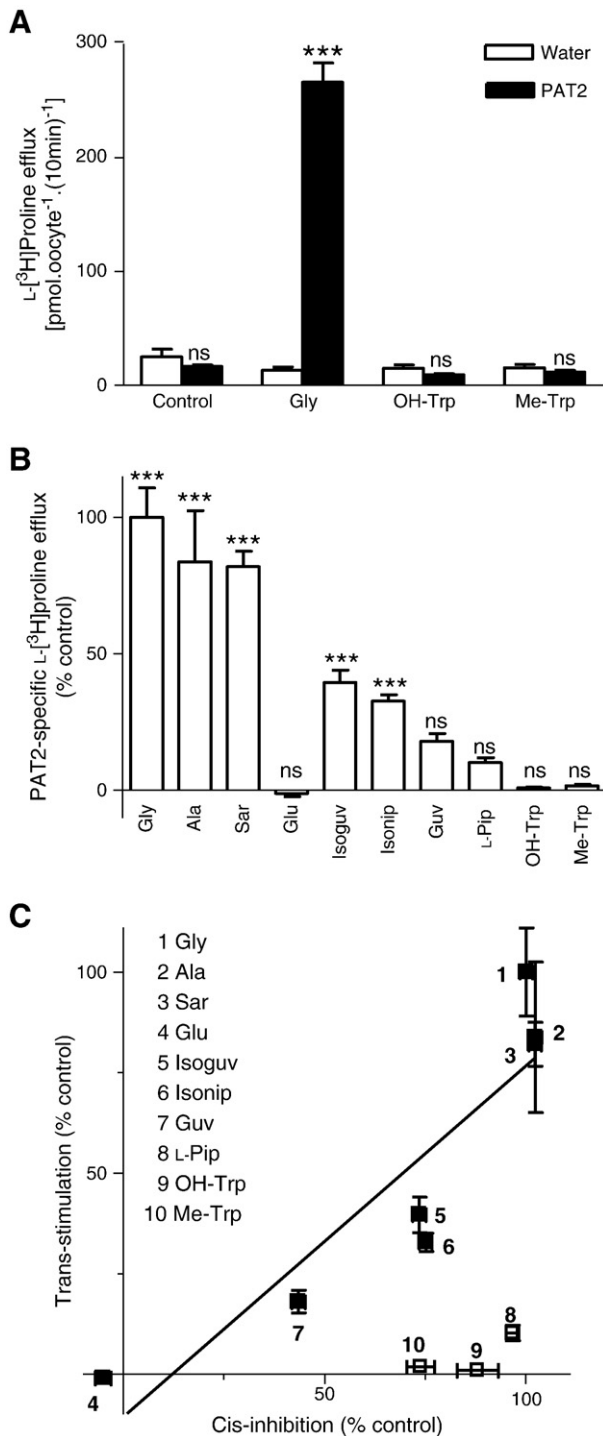 A
300
200
100
0
L-[³H]Proline efflux
[pmol.oocyte⁻¹.(10min)⁻¹]
Water
PAT2
***
ns
ns
ns
Control
Gly
OH-Trp
Me-Trp
B
100
50
0
PAT2-specific L-[³H]proline efflux
(% control)
***
***
***
ns
***
***
ns
ns
ns
ns
Gly
Ala
Sar
Glu
Isoguv
Isonip
Guv
L-Pip
OH-Trp
Me-Trp
C
1 Gly
2 Ala
3 Sar
4 Glu
5 Isoguv
6 Isonip
7 Guv
8 L-Pip
9 OH-Trp
10 Me-Trp
100
50
Trans-stimulation (% control)
1
2
3
5
6
7
8
10
9
4
50
100
Cis-inhibition (% control)